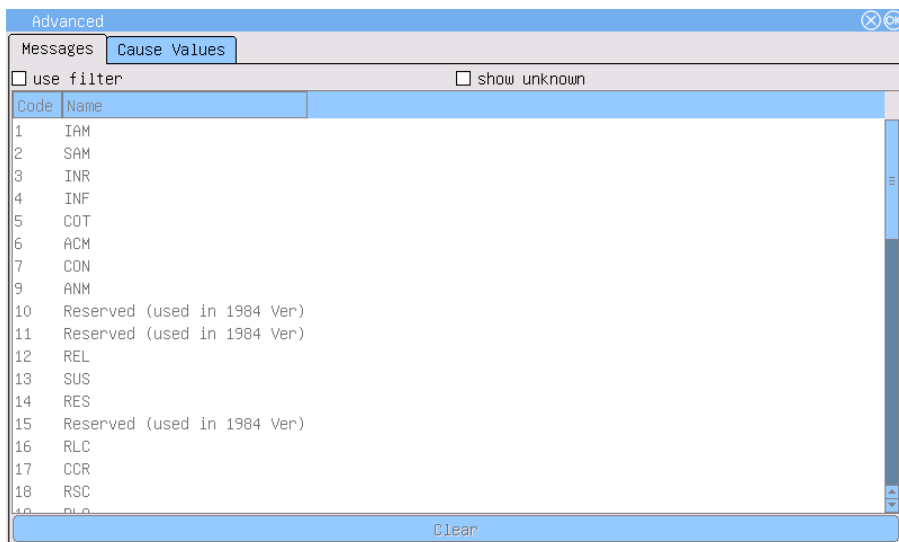 Advanced OK
Messages Cause Values
use filter show unknown
Code Name
1 IAM
2 SAM
3 INR
4 INF
5 COT
6 ACM
7 CON
9 ANM
10 Reserved (used in 1984 Ver)
11 Reserved (used in 1984 Ver)
12 REL
13 SUS
14 RES
15 Reserved (used in 1984 Ver)
16 RLC
17 CCR
18 RSC
Clear